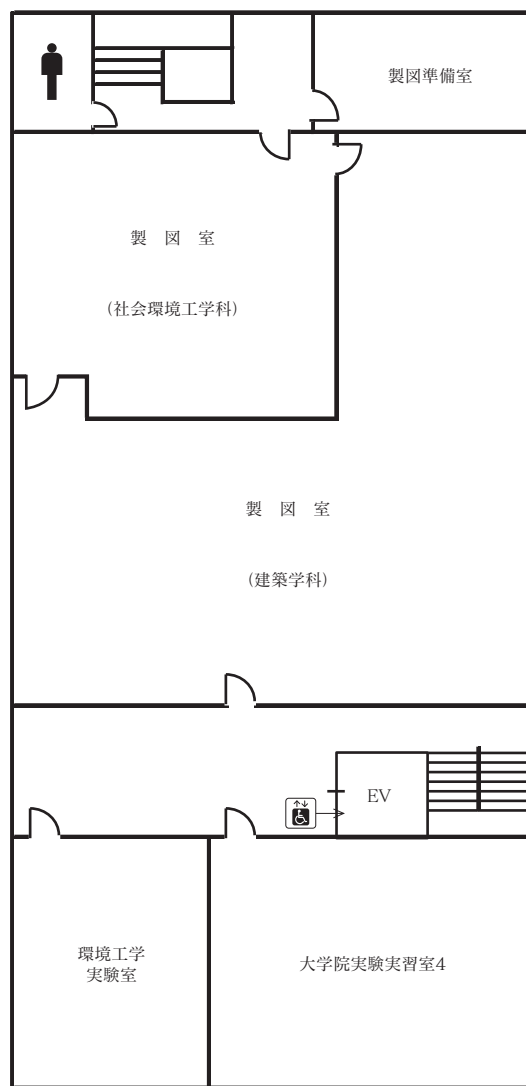 製図準備室
製　図　室
(社会環境工学科)
製　図　室
(建築学科)
EV
環境工学
実験室
大学院実験実習室4